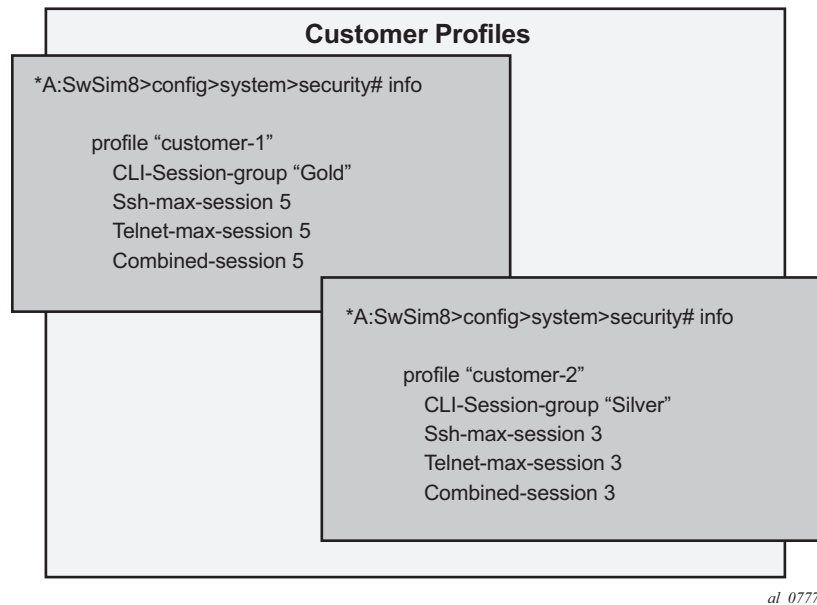 Customer Profiles
*A:SwSim8>config>system>security# info
profile “customer-1”
CLI-Session-group “Gold”
Ssh-max-session 5
Telnet-max-session 5
Combined-session 5
*A:SwSim8>config>system>security# info
profile “customer-2”
CLI-Session-group “Silver”
Ssh-max-session 3
Telnet-max-session 3
Combined-session 3
al_0777